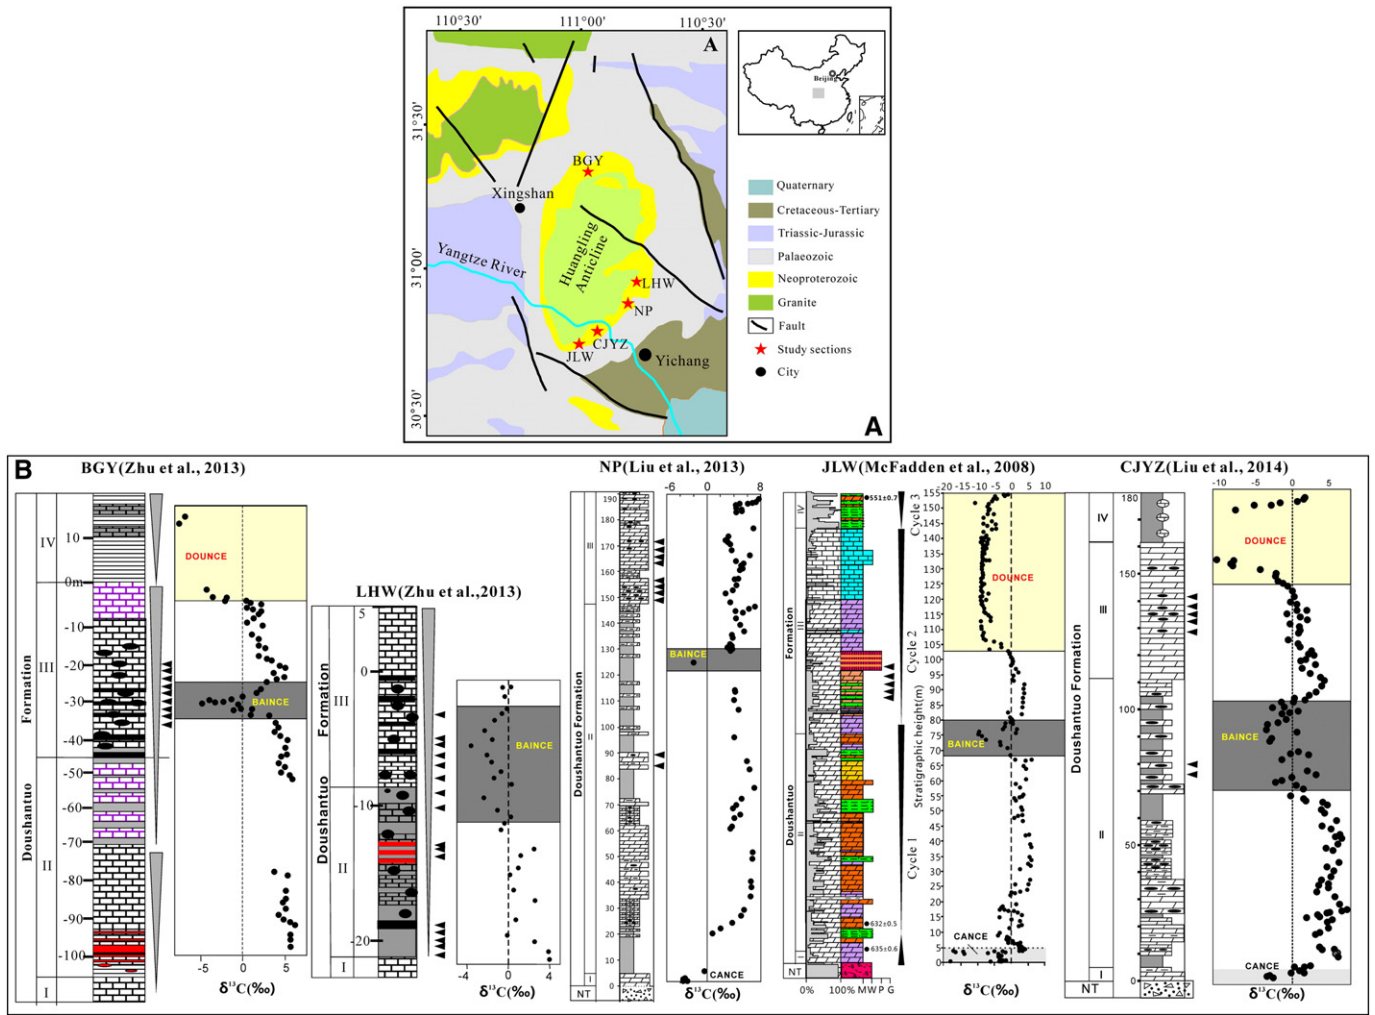 110°30' 111°00' 110°30'
A
31°30'
31°00'
30°30'
BGY
Xingshan
Yangtze River
Huangling
Anticline
LHW
NP
CJYZ
JLW
Yichang
Beijing
Quaternary
Cretaceous-Tertiary
Triassic-Jurassic
Palaeozoic
Neoproterozoic
Granite
Fault
Study sections
City
A
B
BGY(Zhu et al., 2013)
Doushantuo Formation
IV
III
II
I
10
0m
-10
-20
-30
-40
-50
-60
-70
-80
-90
-100
DOUNCE
BAINCE
-5 0 5
δ¹³C(‰)
LHW(Zhu et al.,2013)
Doushantuo Formation
III
II
I
5
0
-10
-20
BAINCE
-5 0 4
δ¹³C(‰)
NP(Liu et al., 2013)
Doushantuo Formation
III
II
I
NT
190
180
170
160
150
140
130
120
110
100
90
80
70
60
50
40
30
20
10
0
-6 0 8
BAINCE
CANCE
δ¹³C(‰)
JLW(McFadden et al., 2008)
Doushantuo Formation
IV
III
II
I
NT
551±0.7
632±0.5
635±0.6
0% 100% M W P G
Cycle 3
Cycle 2
Cycle 1
Stratigraphic height(m)
-20 -10 0 10
155
150
145
140
135
130
125
120
115
110
105
100
95
90
85
80
75
70
65
60
55
50
45
40
35
30
25
20
15
10
5
0
DOUNCE
BAINCE
CANCE
δ¹³C(‰)
CJYZ(Liu et al., 2014)
Doushantuo Formation
IV
III
II
I
NT
180
150
100
50
0
-10 -5 0 5
DOUNCE
BAINCE
CANCE
δ¹³C(‰)